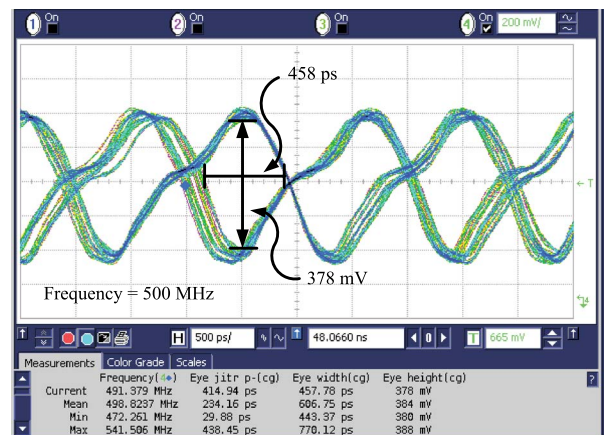 1 On 2 On 3 On 4 On 200 mV/
458 ps
T
378 mV
Frequency = 500 MHz
H 500 ps/ 48.0660 ns 0 T 665 mV
Measurements Color Grade Scales
Frequency(4) Eye jitr p-(cg) Eye width(cg) Eye height(cg) ?
Current 491.379 MHz 414.94 ps 457.78 ps 378 mV
Mean 498.8237 MHz 234.16 ps 606.75 ps 384 mV
Min 472.261 MHz 29.88 ps 443.37 ps 380 mV
Max 541.506 MHz 438.45 ps 770.12 ps 388 mV